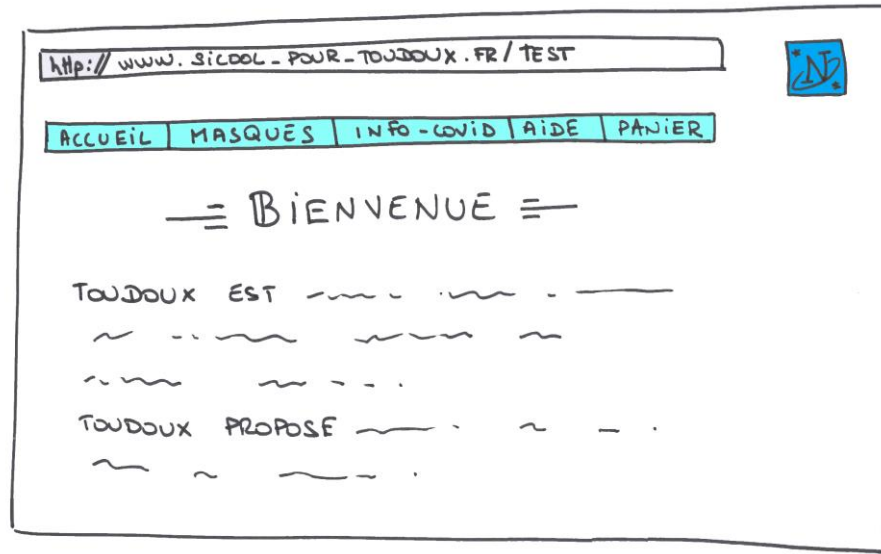 http://www.sicool-pour-toudoux.fr/TEST
N
ACCUEIL MASQUES INFO-COVID AIDE PANIER
BIENVENUE
TOUDOUX EST
TOUDOUX PROPOSE